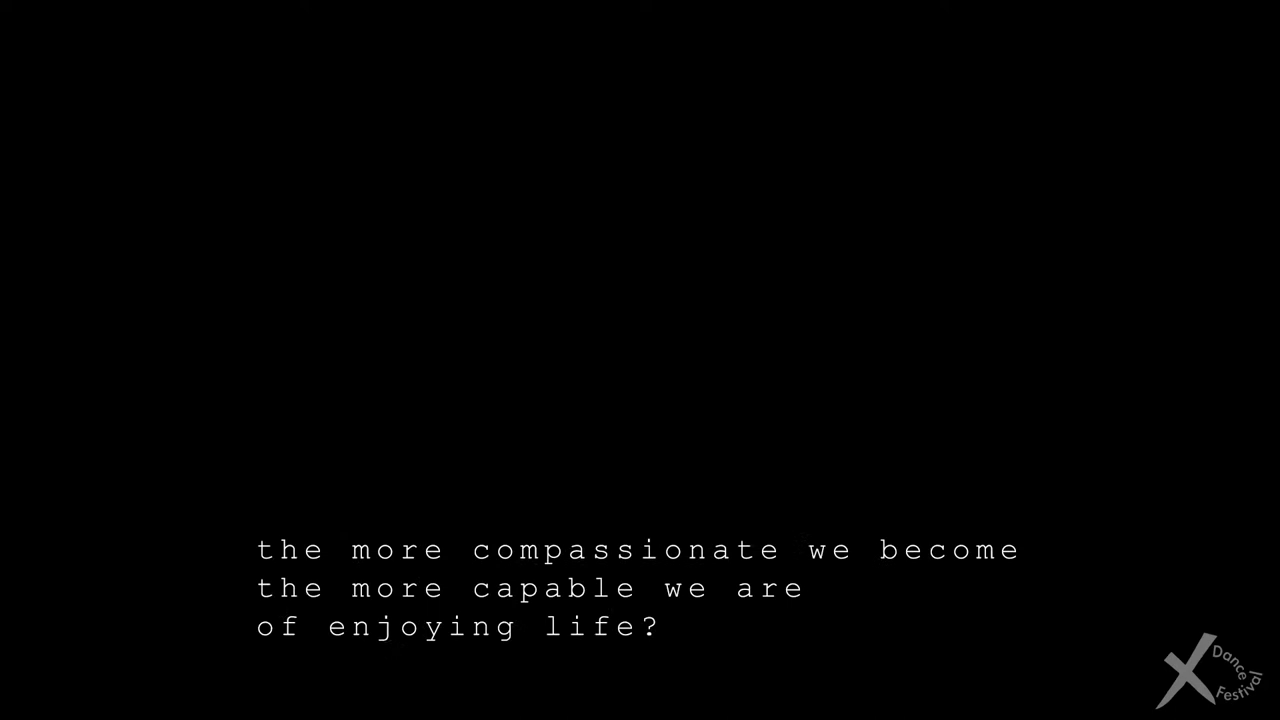 the more compassionate we become
the more capable we are
of enjoying life?
X Dance
Festival